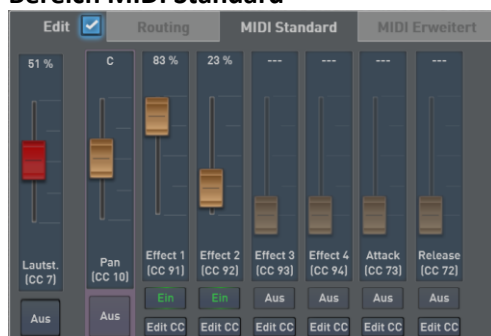 Bereich MIDI Standard
Edit Routing MIDI Standard MIDI Erweitert
51 % C 83 % 23 % --- --- --- ---
Lautst. Pan Effect 1 Effect 2 Effect 3 Effect 4 Attack Release
(CC 7) (CC 10) (CC 91) (CC 92) (CC 93) (CC 94) (CC 73) (CC 72)
Aus Aus Ein Ein Aus Aus Aus Aus
Edit CC Edit CC Edit CC Edit CC Edit CC Edit CC